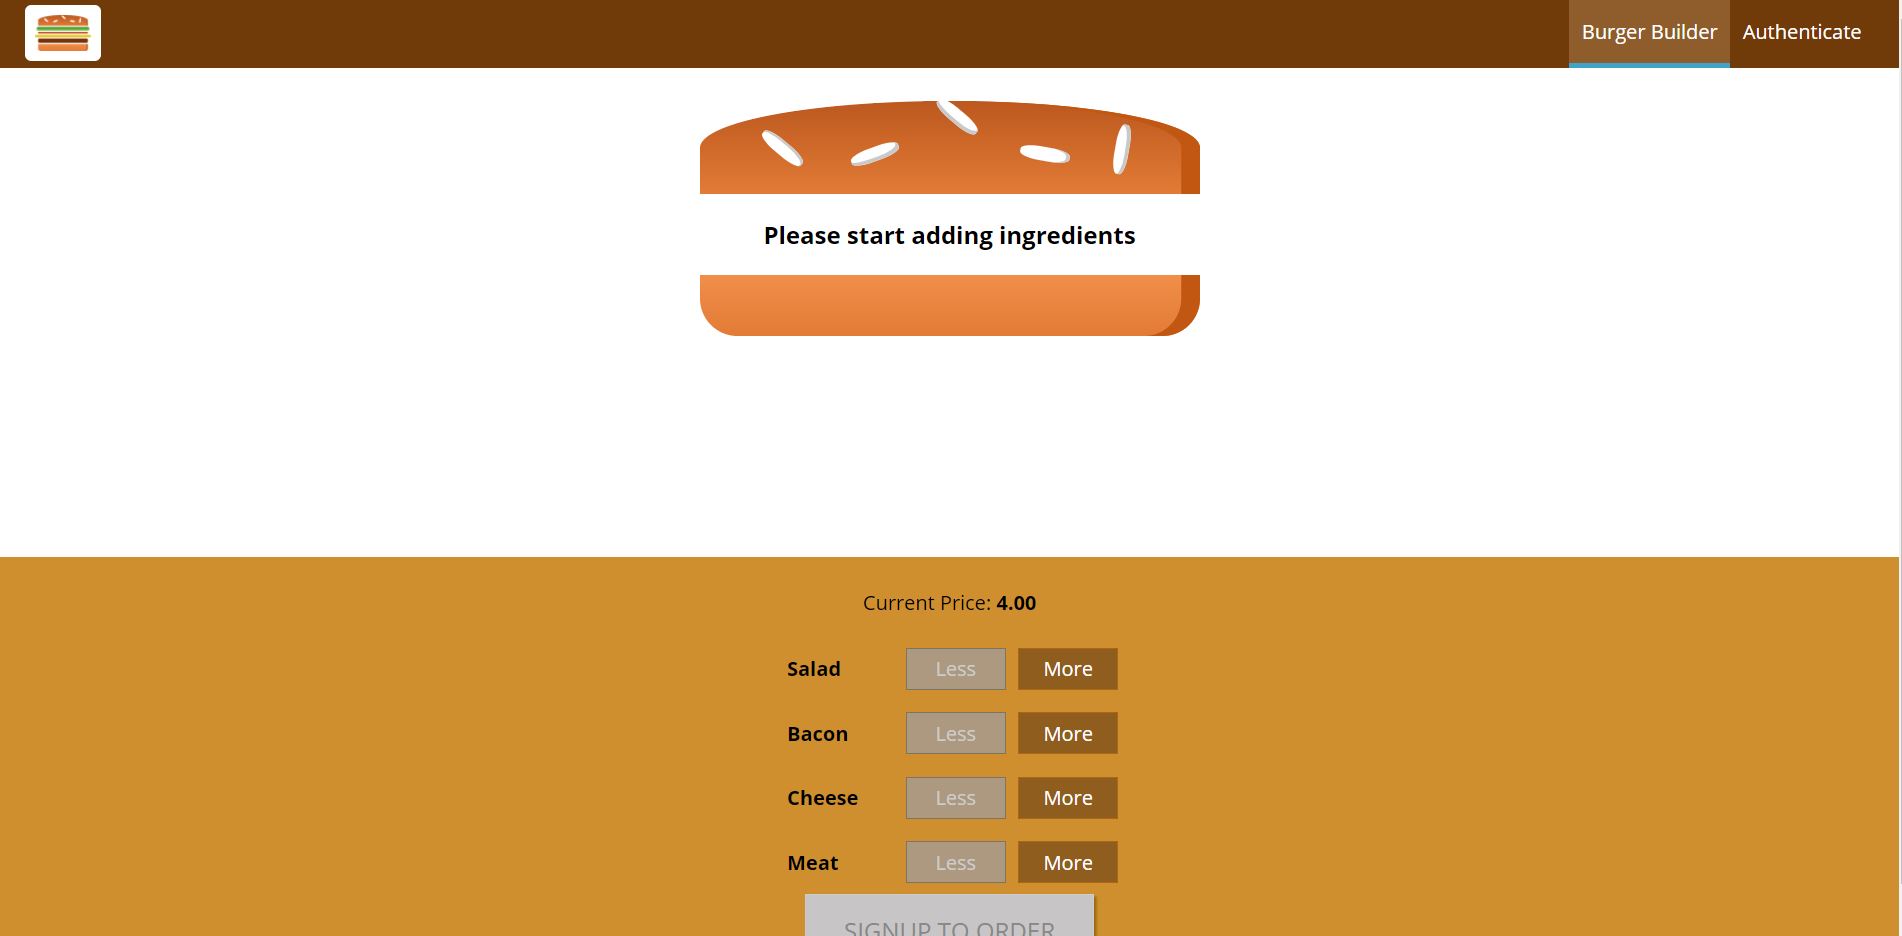 Burger Builder Authenticate
Please start adding ingredients
Current Price: 4.00
Salad Less More
Bacon Less More
Cheese Less More
Meat Less More
SIGNUP TO ORDER